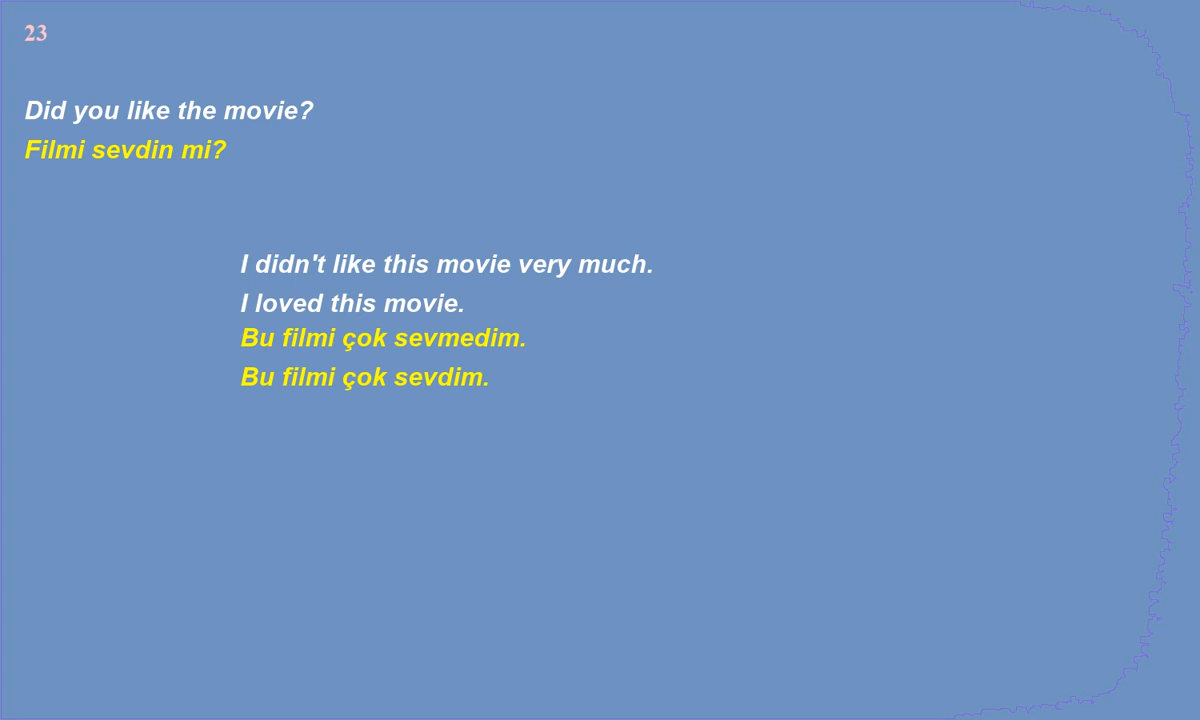 23
Did you like the movie?
Filmi sevdin mi?
I didn't like this movie very much.
I loved this movie.
Bu filmi çok sevmedim.
Bu filmi çok sevdim.